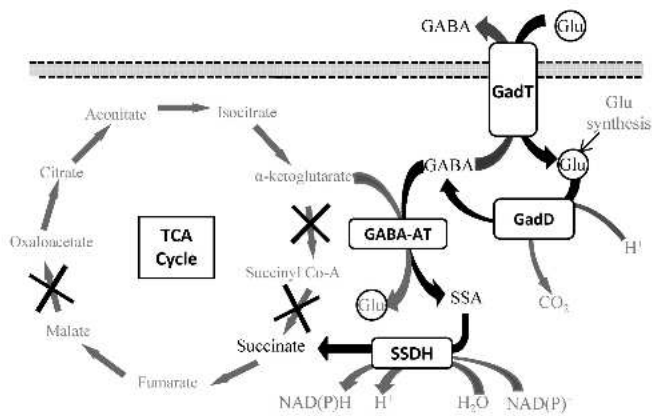 GABA
Glu
GadT
Glu
synthesis
Aconitate
Isocitrate
Citrate
α-ketoglutarate
GABA
Glu
GadD
Oxaloacetate
TCA
Cycle
GABA-AT
H⁺
Succinyl Co-A
Glu
SSA
CO₂
Malate
Succinate
SSDH
Fumarate
NAD(P)H
H⁺
H₂O
NAD(P)⁺